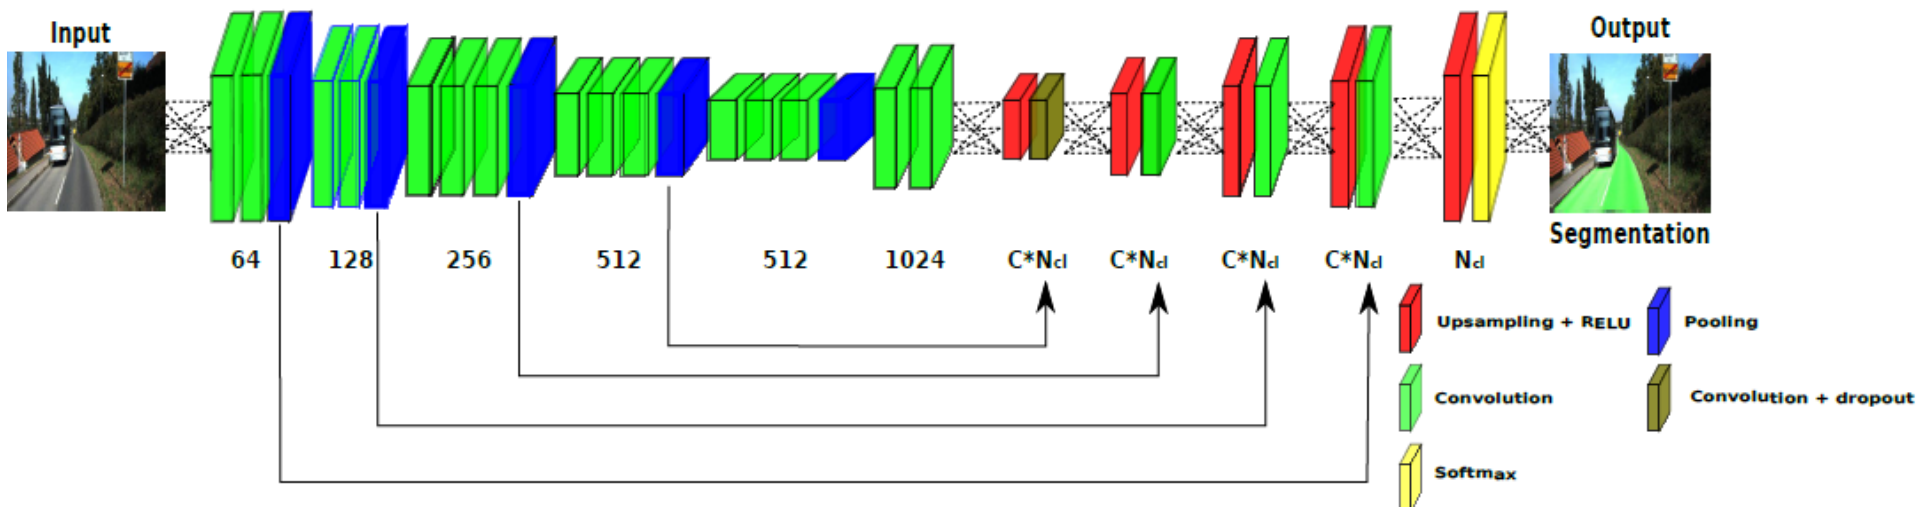 Input
Output
Segmentation
64
128
256
512
512
1024
C*Ncl
C*Ncl
C*Ncl
C*Ncl
Ncl
Upsampling + RELU
Pooling
Convolution
Convolution + dropout
Softmax